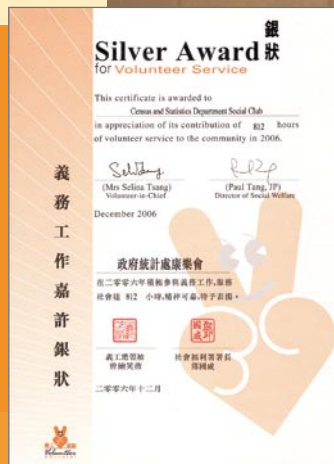 Silver Award 銀狀
for Volunteer Service
This certificate is awarded to
Census and Statistics Department Social Club
in appreciation of its contribution of 812 hours
of volunteer service to the community in 2006.
(Mrs Selina Tsang)
Volunteer-in-Chief
(Paul Tang, JP)
Director of Social Welfare
December 2006
義務工作嘉許銀狀
政府統計處康樂會
在二零零六年積極參與義務工作,服務
社會達 812 小時,精神可嘉,特予表揚。
義工總領袖
曾鮑笑薇
社會福利署署長
鄧國威
二零零六年十二月